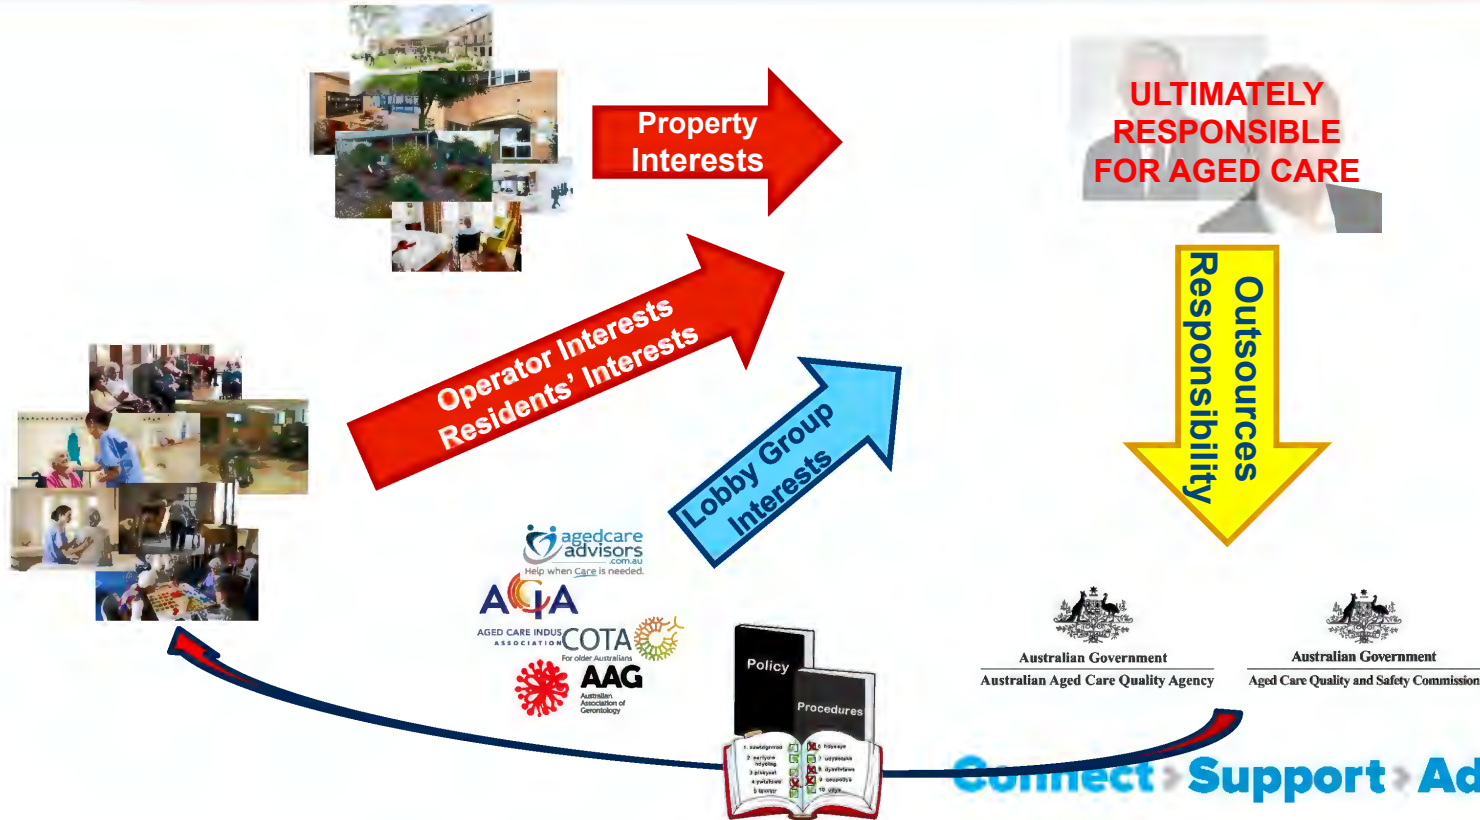 Property
Interests
ULTIMATELY
RESPONSIBLE
FOR AGED CARE
Operator Interests
Residents' Interests
Outsources
Responsibility
Lobby Group
Interests
agedcare
advisors
.com.au
Help when Care is needed.
ACIA
AGED CARE INDUS
ASSOCIATION
COTA
For older Australians
AAG
Australian
Association of
Gerontology
Policy
Procedures
Australian Government
Australian Aged Care Quality Agency
Australian Government
Aged Care Quality and Safety Commission
Connect > Support > Ad